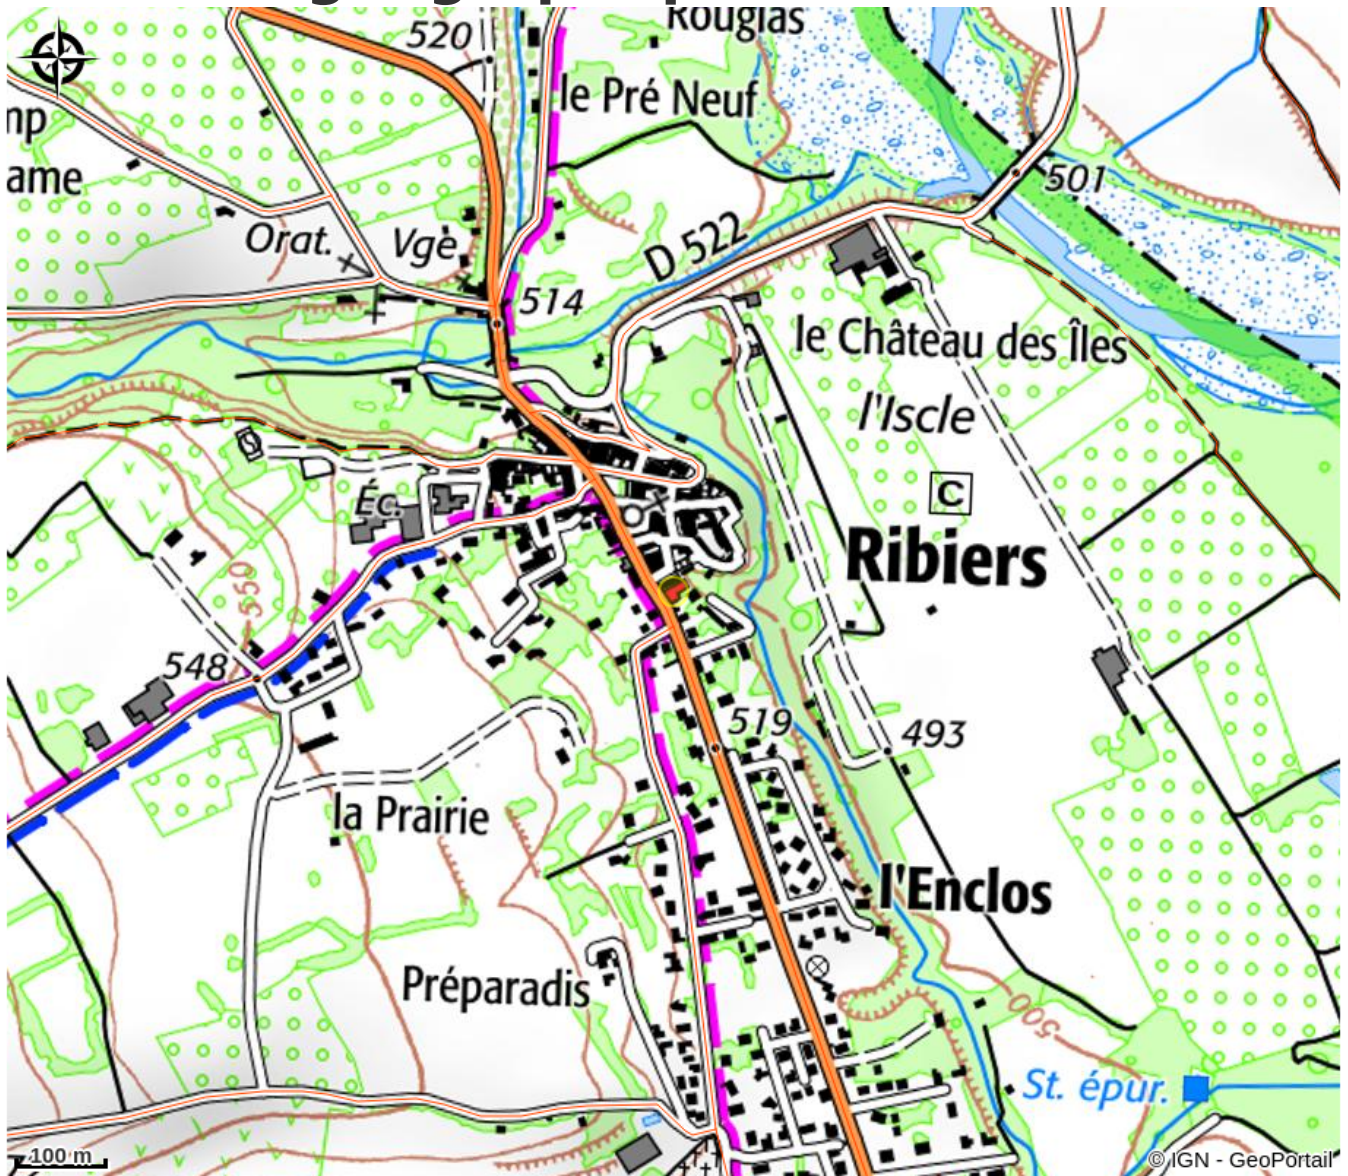 520
Rougias
le Pré Neuf
ame
501
Orat.
Vge
D 522
514
le Château des Îles
l'Iscle
Éc.
C
Ribiers
550
548
519
493
la Prairie
l'Enclos
Préparadis
500
St. épur.
100 m
© IGN - GeoPortail